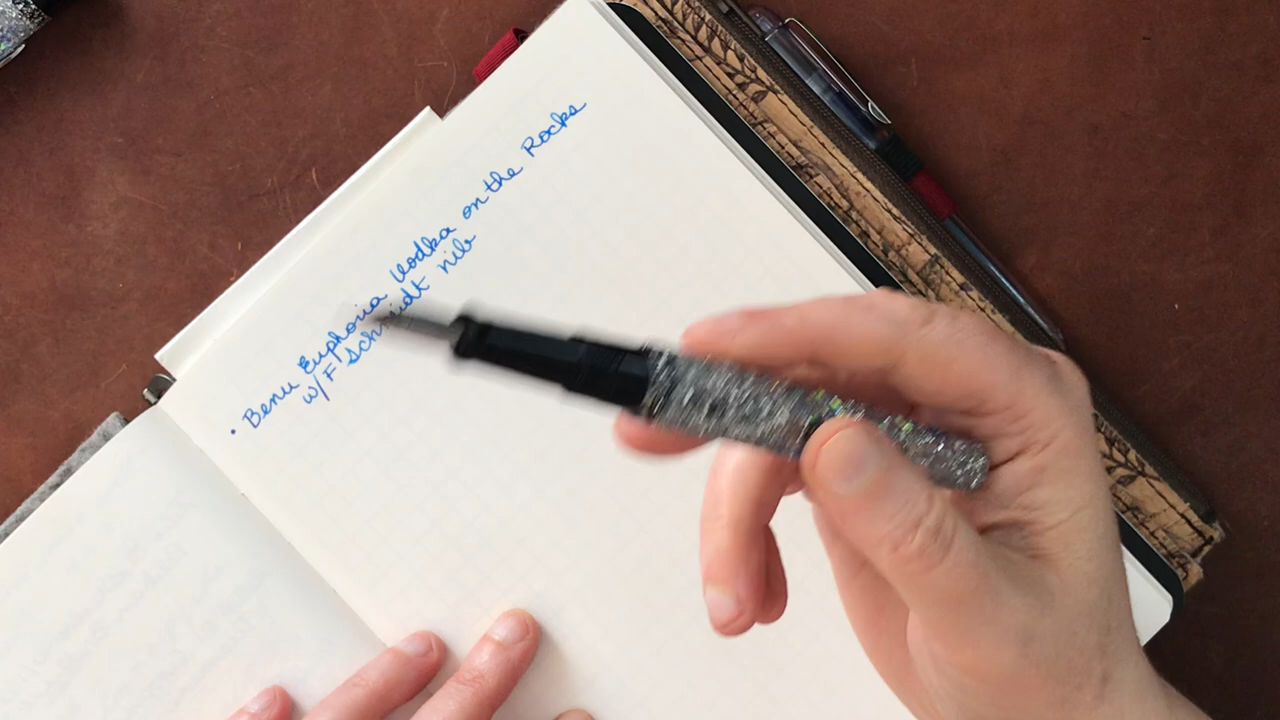 • Benu Euphoria Vodka on the Rocks
w/F Schmidt nib